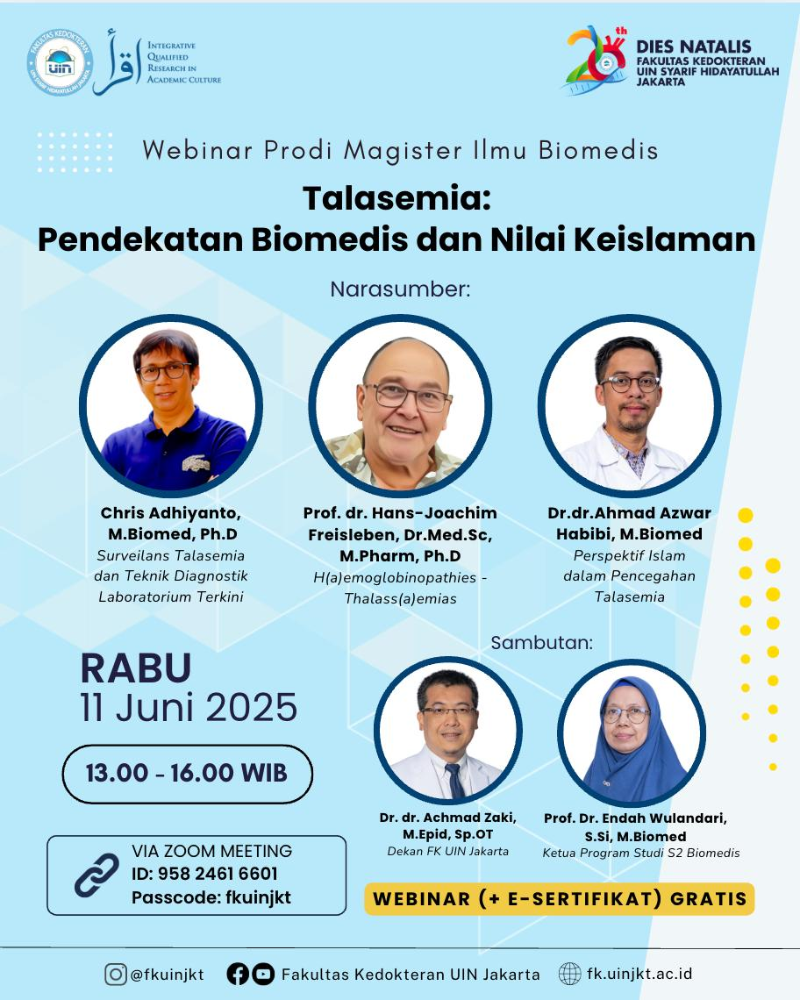 FAKULTAS KEDOKTERAN
UIN
UIN SYARIF HIDAYATULLAH JAKARTA
اقرأ
INTEGRATIVE
QUALIFIED
RESEARCH IN
ACADEMIC CULTURE
20th
DIES NATALIS
FAKULTAS KEDOKTERAN
UIN SYARIF HIDAYATULLAH
JAKARTA
Webinar Prodi Magister Ilmu Biomedis
Talasemia:
Pendekatan Biomedis dan Nilai Keislaman
Narasumber:
Chris Adhiyanto,
M.Biomed, Ph.D
Surveilans Talasemia
dan Teknik Diagnostik
Laboratorium Terkini
Prof. dr. Hans-Joachim
Freisleben, Dr.Med.Sc,
M.Pharm, Ph.D
H(a)emoglobinopathies -
Thalass(a)emias
Dr.dr.Ahmad Azwar
Habibi, M.Biomed
Perspektif Islam
dalam Pencegahan
Talasemia
RABU
11 Juni 2025
13.00 - 16.00 WIB
VIA ZOOM MEETING
ID: 958 2461 6601
Passcode: fkuinjkt
Sambutan:
Dr. dr. Achmad Zaki,
M.Epid, Sp.OT
Dekan FK UIN Jakarta
Prof. Dr. Endah Wulandari,
S.Si, M.Biomed
Ketua Program Studi S2 Biomedis
WEBINAR (+ E-SERTIFIKAT) GRATIS
@fkuinjkt
Fakultas Kedokteran UIN Jakarta
fk.uinjkt.ac.id